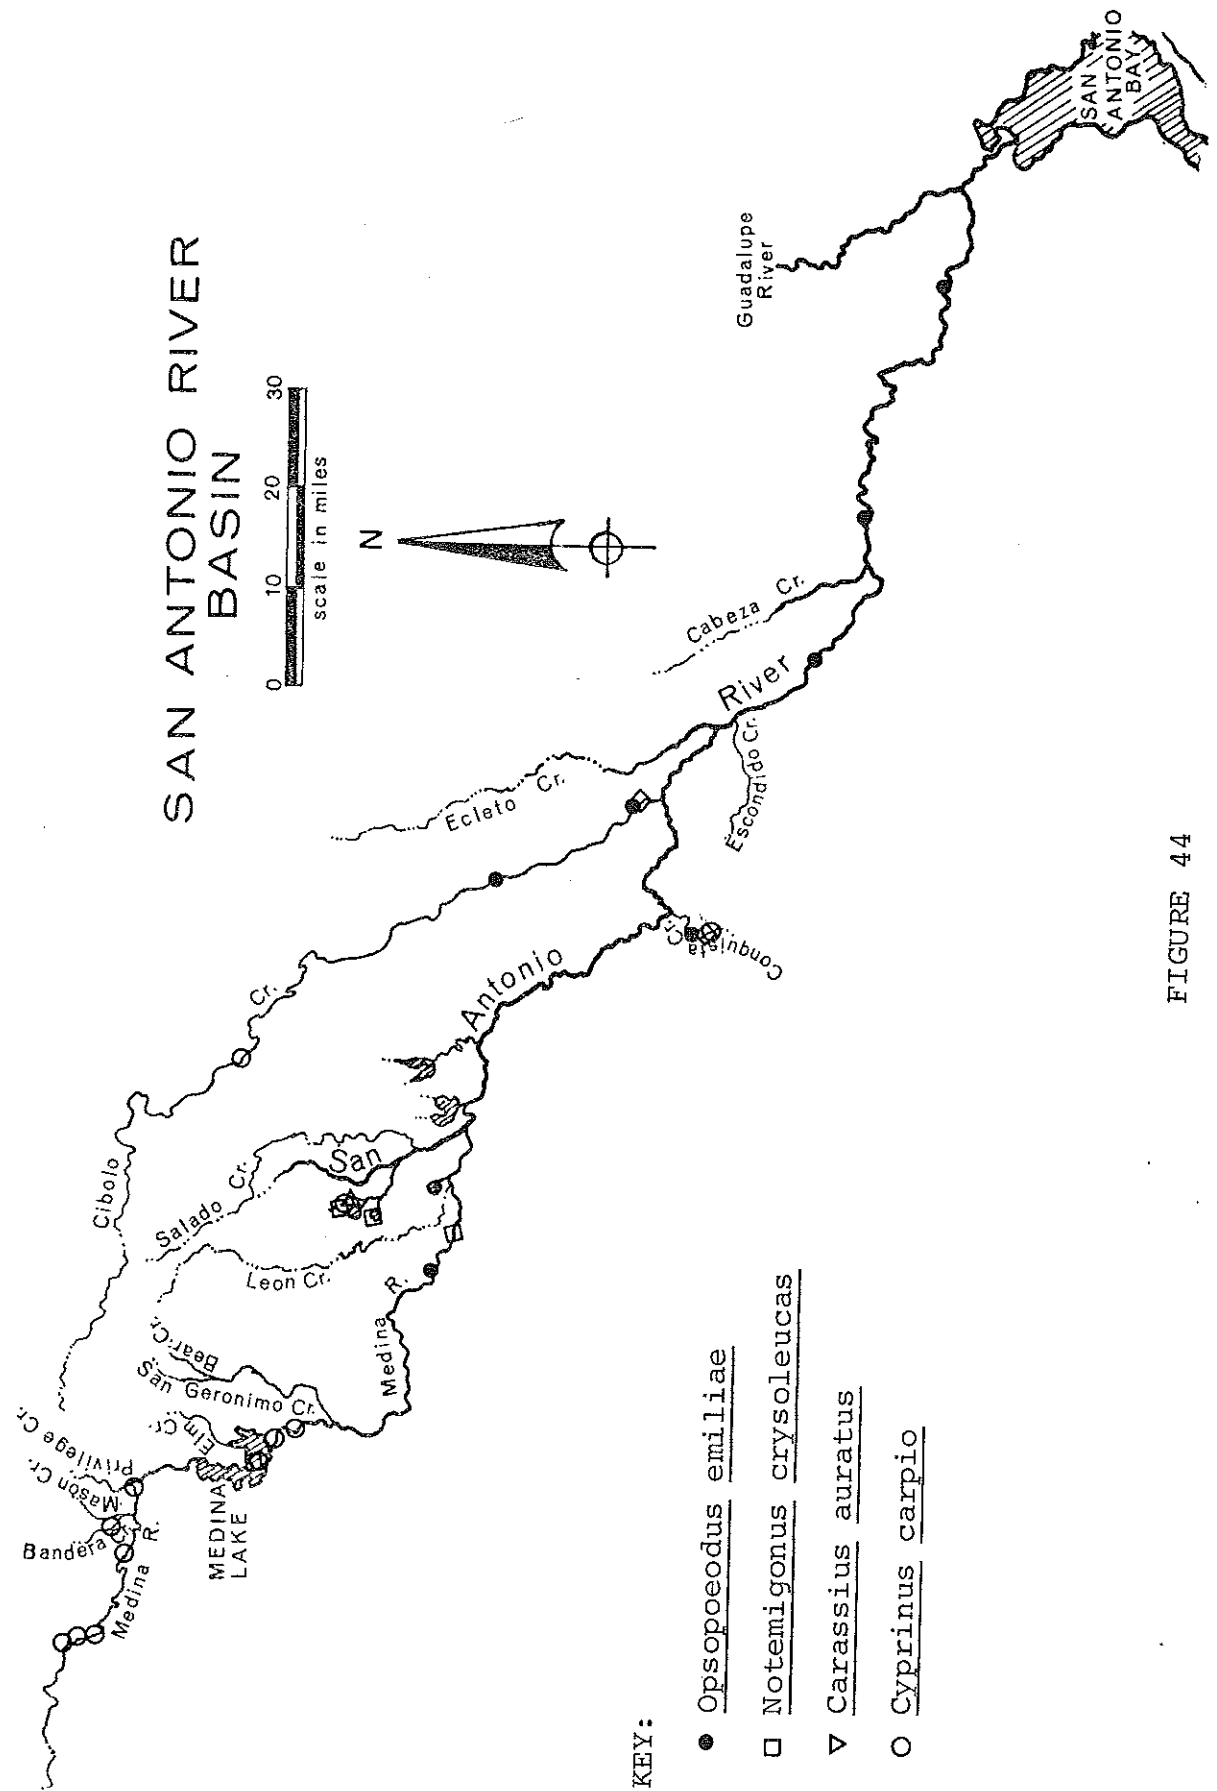 SAN ANTONIO RIVER
BASIN
0 10 20 30
scale in miles
N
Guadalupe
River
SAN
ANTONIO
BAY
Cabeza Cr.
River
Escondido Cr.
Ecleto Cr.
Conquista Cr.
Antonio
Cr.
Cibolo
San
Salado Cr.
Leon Cr.
R.
Medina
Bear Cr.
San Geronimo Cr.
Elm Cr.
Privilege Cr.
Mason Cr.
Bandera Cr.
MEDINA
LAKE
Medina R.
KEY:
Opsopoeodus emiliae
Notemigonus crysoleucas
Carassius auratus
Cyprinus carpio
FIGURE 44